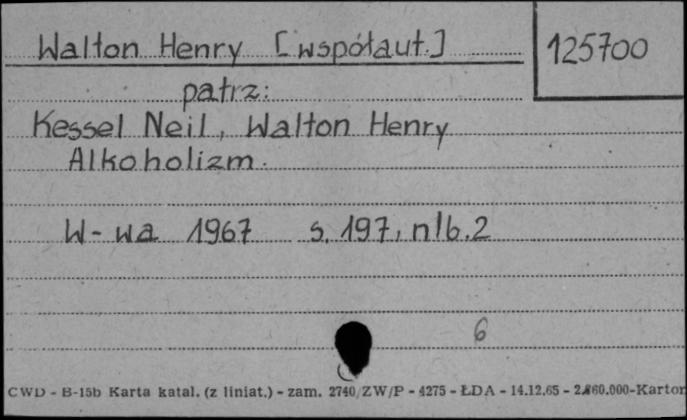 Walton Henry [współaut.]
125700
patrz:
Kessel Neil, Walton Henry
Alkoholizm.
W-wa 1967 s. 197, nlb. 2
6
CWD - B-15b Karta katal. (z liniat.) - zam. 2740/ZW/P - 4275 - ŁDA - 14.12.65 - 2.860.000-Karton